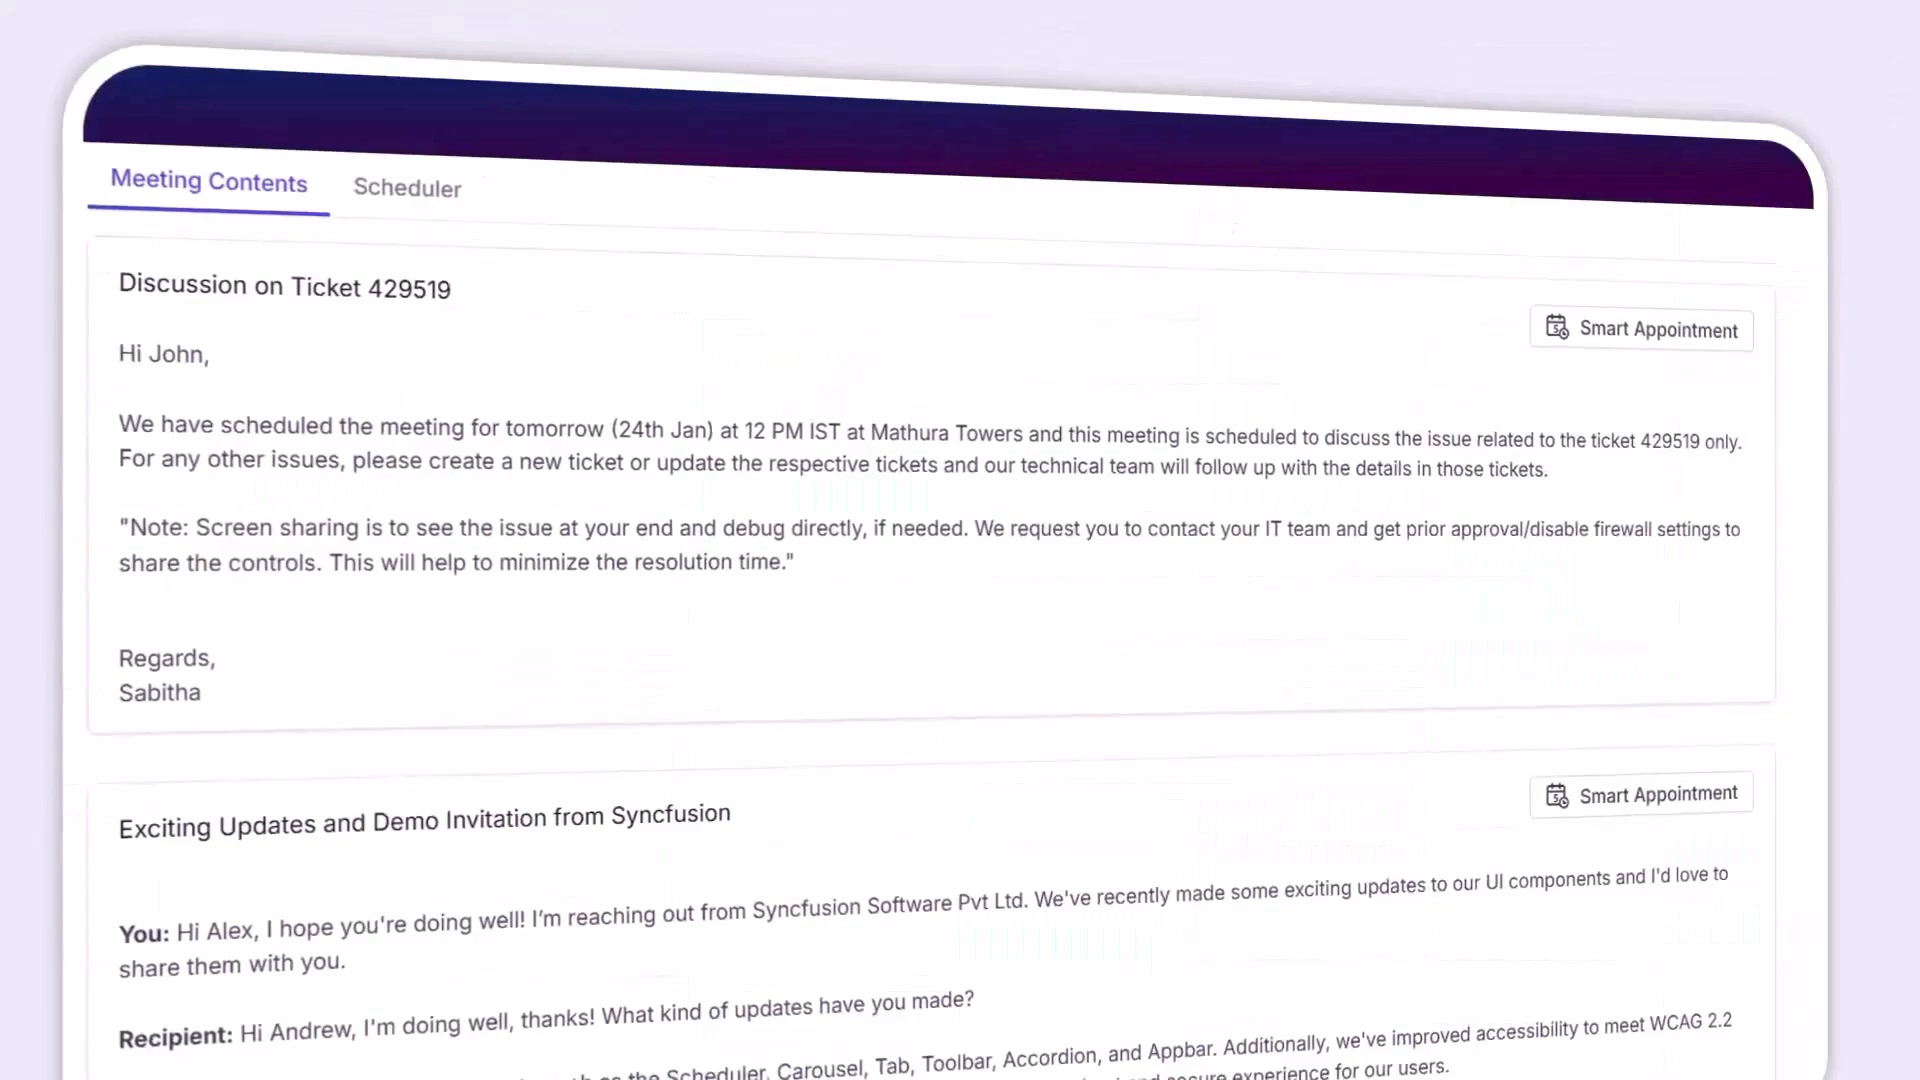 Meeting Contents
Scheduler
Discussion on Ticket 429519
Smart Appointment
Hi John,
We have scheduled the meeting for tomorrow (24th Jan) at 12 PM IST at Mathura Towers and this meeting is scheduled to discuss the issue related to the ticket 429519 only.
For any other issues, please create a new ticket or update the respective tickets and our technical team will follow up with the details in those tickets.
"Note: Screen sharing is to see the issue at your end and debug directly, if needed. We request you to contact your IT team and get prior approval/disable firewall settings to
share the controls. This will help to minimize the resolution time."
Regards,
Sabitha
Exciting Updates and Demo Invitation from Syncfusion
Smart Appointment
You: Hi Alex, I hope you're doing well! I’m reaching out from Syncfusion Software Pvt Ltd. We've recently made some exciting updates to our UI components and I'd love to
share them with you.
Recipient: Hi Andrew, I'm doing well, thanks! What kind of updates have you made?
the Scheduler, Carousel, Tab, Toolbar, Accordion, and Appbar. Additionally, we've improved accessibility to meet WCAG 2.2
experience for our users.